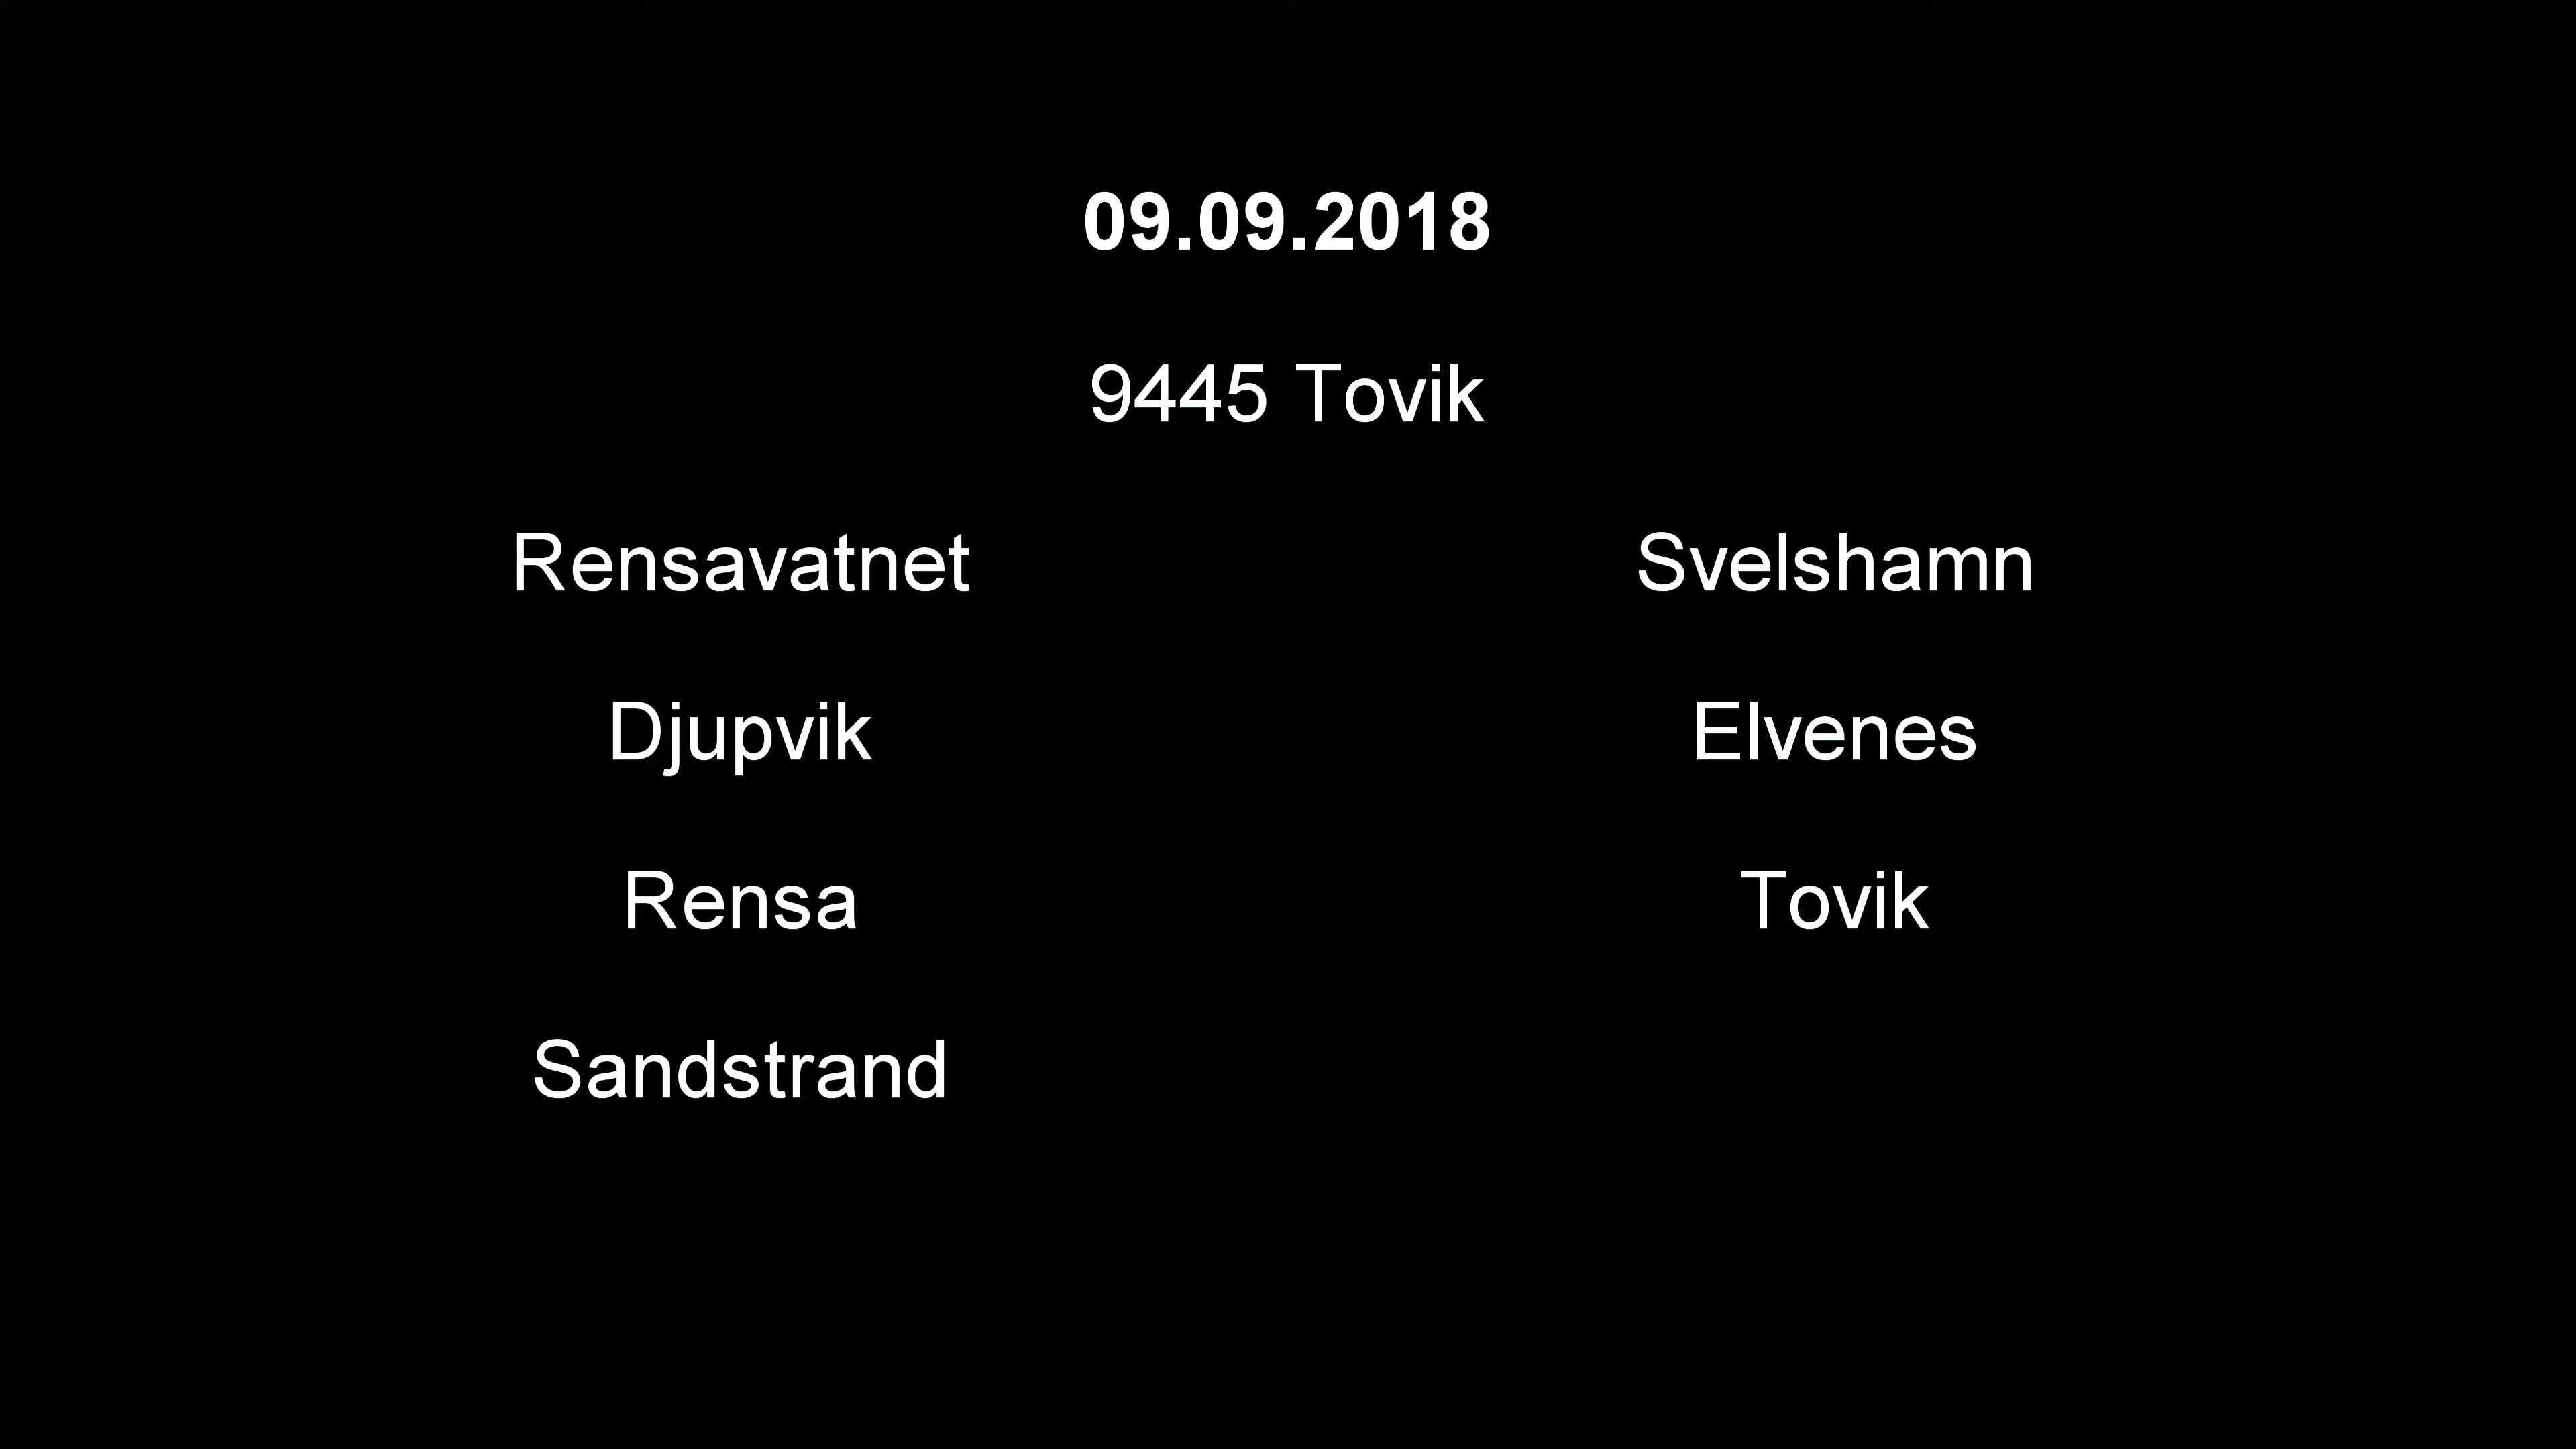 09.09.2018
9445 Tovik
Rensavatnet
Djupvik
Rensa
Sandstrand
Svelshamn
Elvenes
Tovik